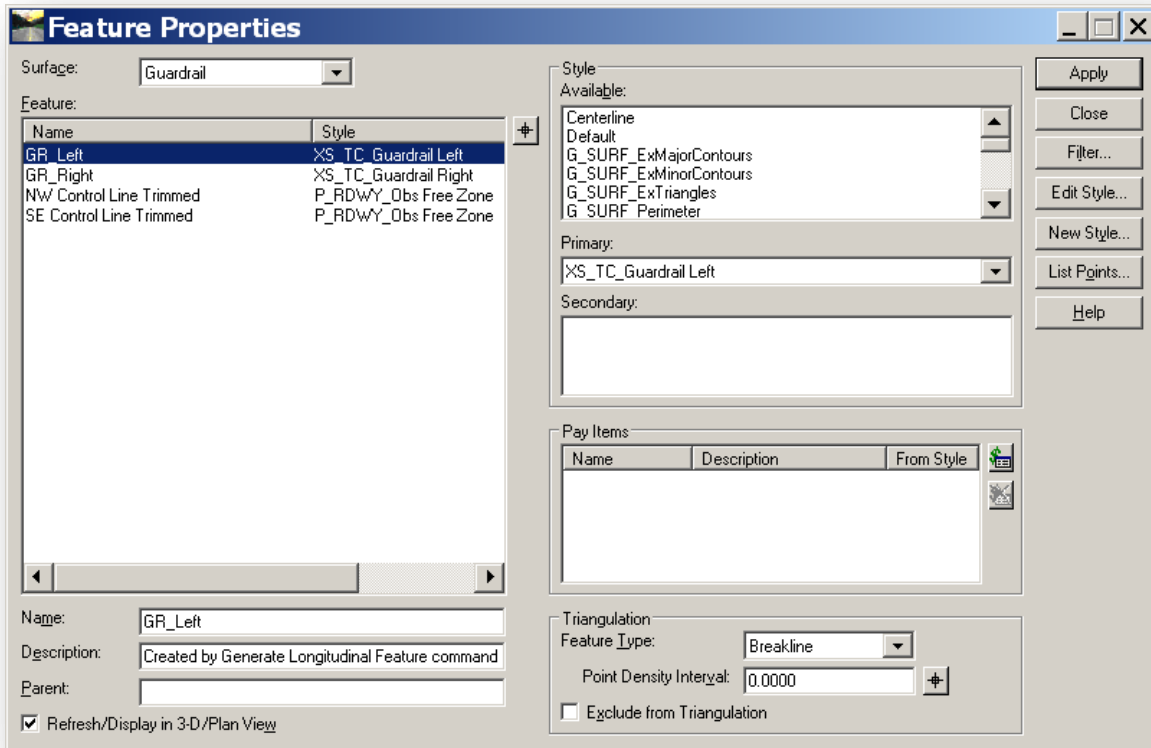 Feature Properties
Surface: Guardrail
Feature:
Name Style
GR_Left XS_TC_Guardrail Left
GR_Right XS_TC_Guardrail Right
NW Control Line Trimmed P_RDWY_Obs Free Zone
SE Control Line Trimmed P_RDWY_Obs Free Zone
Name: GR_Left
Description: Created by Generate Longitudinal Feature command
Parent:
Refresh/Display in 3-D/Plan View
Style
Available:
Centerline
Default
G_SURF_ExMajorContours
G_SURF_ExMinorContours
G_SURF_ExTriangles
G_SURF_Perimeter
Primary:
XS_TC_Guardrail Left
Secondary:
Pay Items
Name Description From Style
Triangulation
Feature Type: Breakline
Point Density Interval: 0.0000
Exclude from Triangulation
Apply
Close
Filter...
Edit Style...
New Style...
List Points...
Help